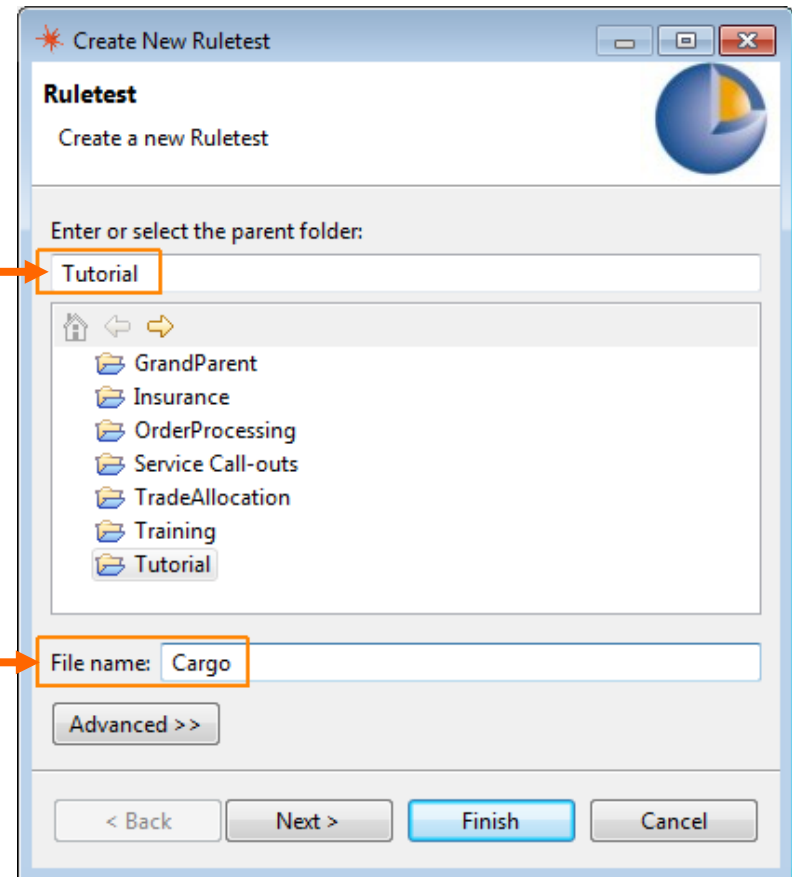 Create New Ruletest
Ruletest
Create a new Ruletest
Enter or select the parent folder:
Tutorial
GrandParent
Insurance
OrderProcessing
Service Call-outs
TradeAllocation
Training
Tutorial
File name: Cargo
Advanced >>
< Back Next > Finish Cancel